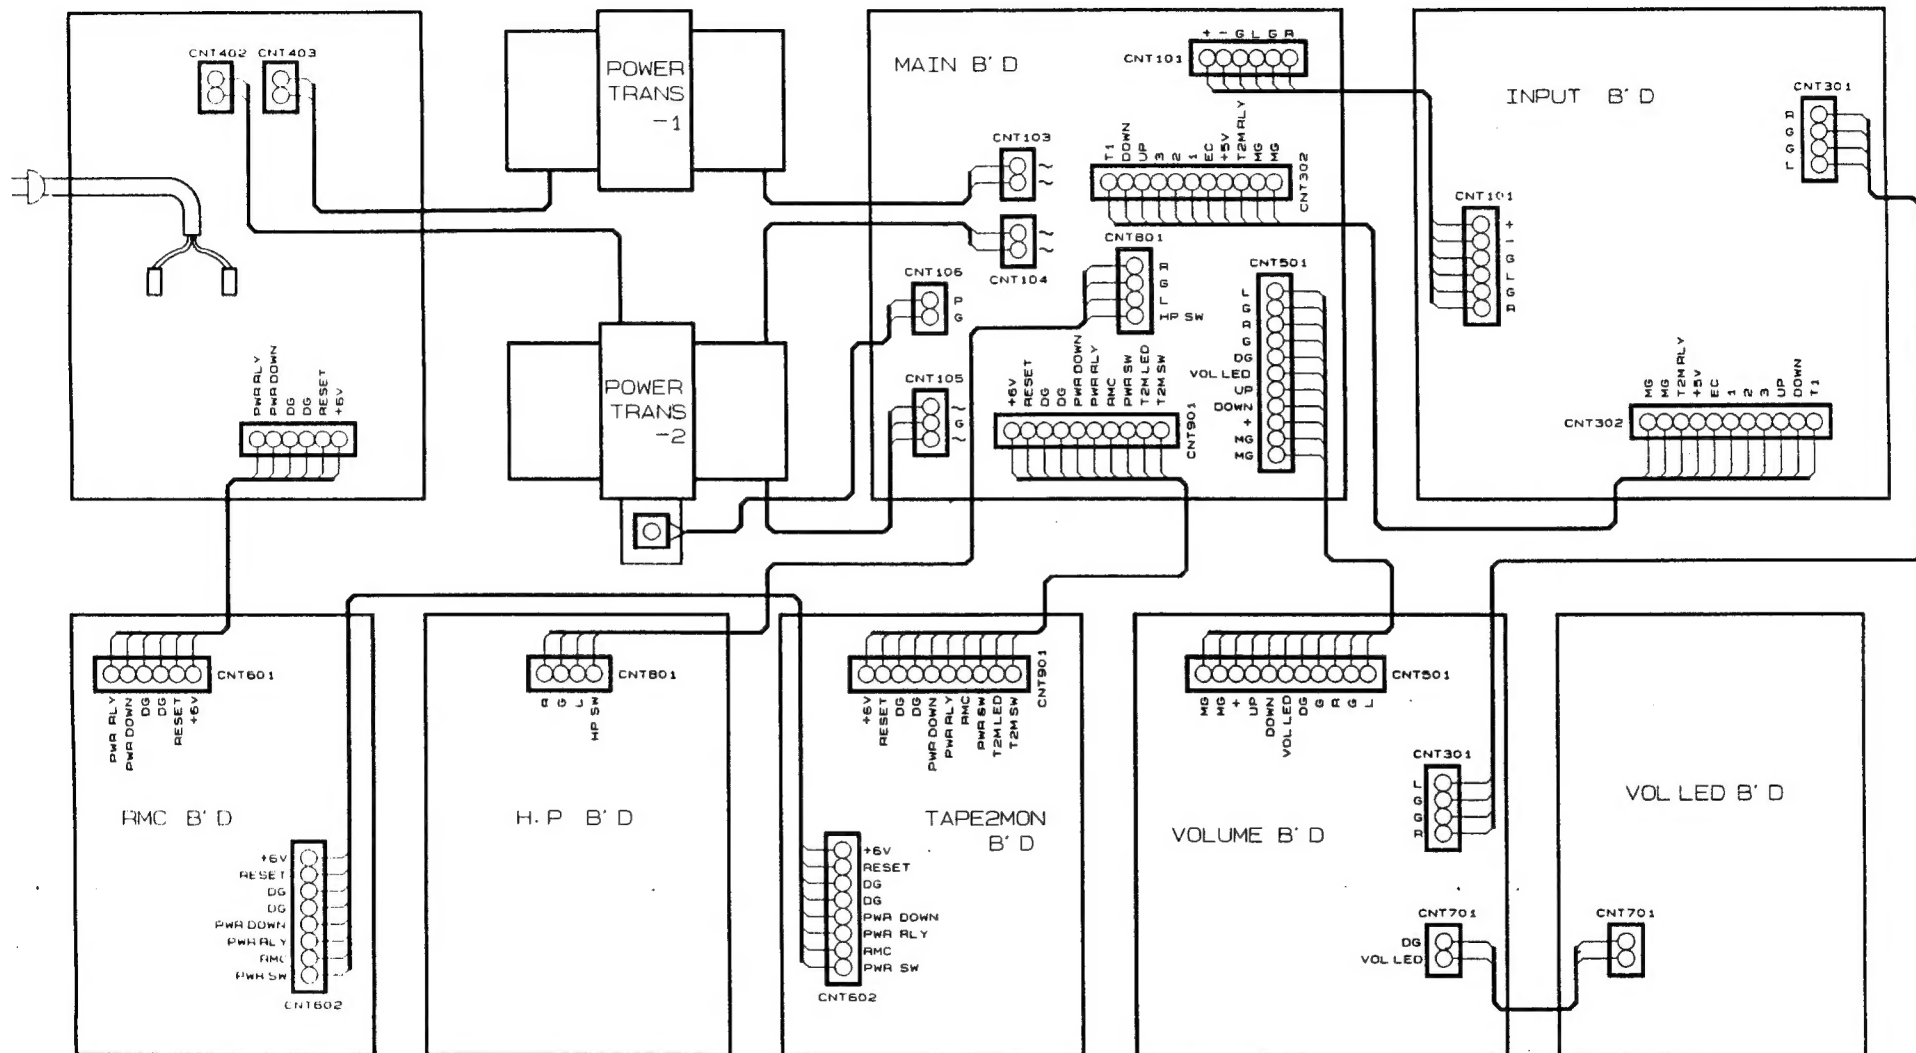 CNT402
CNT403
PWR RLY
PWR DOWN
DG
DG
RESET
+6V
POWER
TRANS
-1
POWER
TRANS
-2
MAIN B'D
CNT101
+ - G L G R
CNT103
~
~
CNT104
~
~
T1
DOWN
UP
3
2
1
EC
+5V
T2M RLY
MG
MG
CNT302
CNT106
P
G
CNT105
~
G
~
CNT801
R
G
L
HP SW
CNT501
L
G
R
G
DG
VOL LED
UP
DOWN
+
MG
MG
+6V
RESET
DG
DG
PWR DOWN
PWR RLY
RMC
PWR SW
T2M LED
T2M SW
CNT901
INPUT B'D
CNT301
R
G
G
L
CNT101
+
-
G
L
G
R
MG
MG
T2M RLY
+5V
EC
1
2
3
UP
DOWN
T1
CNT302
CNT601
PWR RLY
PWR DOWN
DG
DG
RESET
+6V
RMC B'D
+6V
RESET
DG
DG
PWR DOWN
PWR RLY
RMC
PWR SW
CNT602
CNT801
R
G
L
HP SW
H.P B'D
CNT901
+6V
RESET
DG
DG
PWR DOWN
PWR RLY
RMC
PWR SW
T2M LED
T2M SW
TAPE2MON
B'D
+6V
RESET
DG
DG
PWR DOWN
PWR RLY
RMC
PWR SW
CNT602
CNT501
MG
MG
+
UP
DOWN
VOL LED
DG
G
R
G
L
VOLUME B'D
CNT301
L
G
G
R
CNT701
DG
VOL LED
VOL LED B'D
CNT701